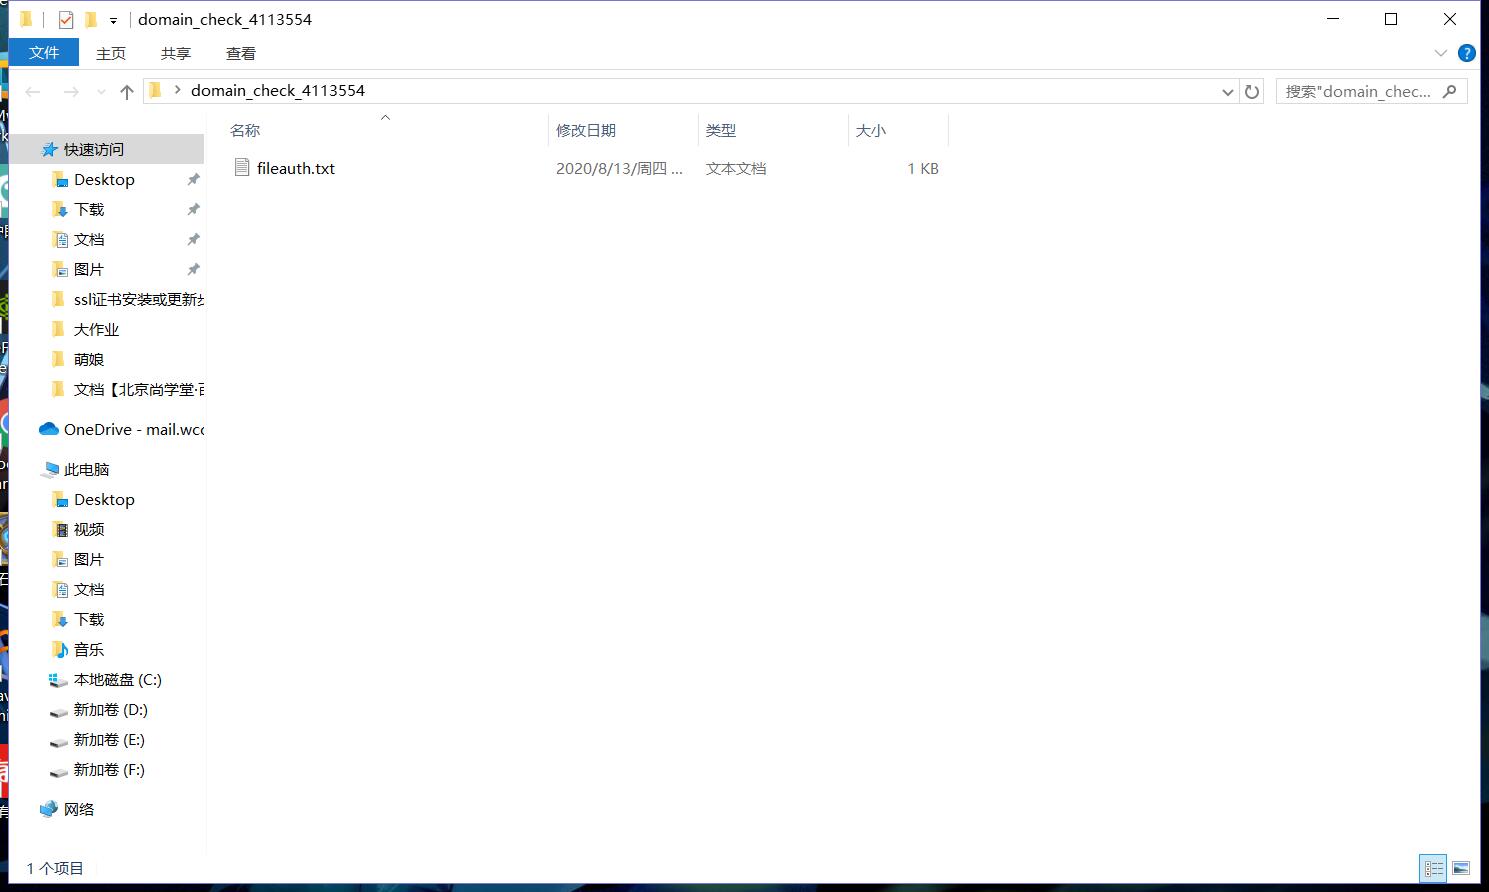 domain_check_4113554
文件 主页 共享 查看
domain_check_4113554 搜索"domain_chec...
名称 修改日期 类型 大小
fileauth.txt 2020/8/13/周四 ... 文本文档 1 KB
快速访问
Desktop
下载
文档
图片
ssl证书安装或更新步
大作业
萌娘
文档【北京尚学堂·百
OneDrive - mail.wcc
此电脑
Desktop
视频
图片
文档
下载
音乐
本地磁盘 (C:)
新加卷 (D:)
新加卷 (E:)
新加卷 (F:)
网络
1 个项目